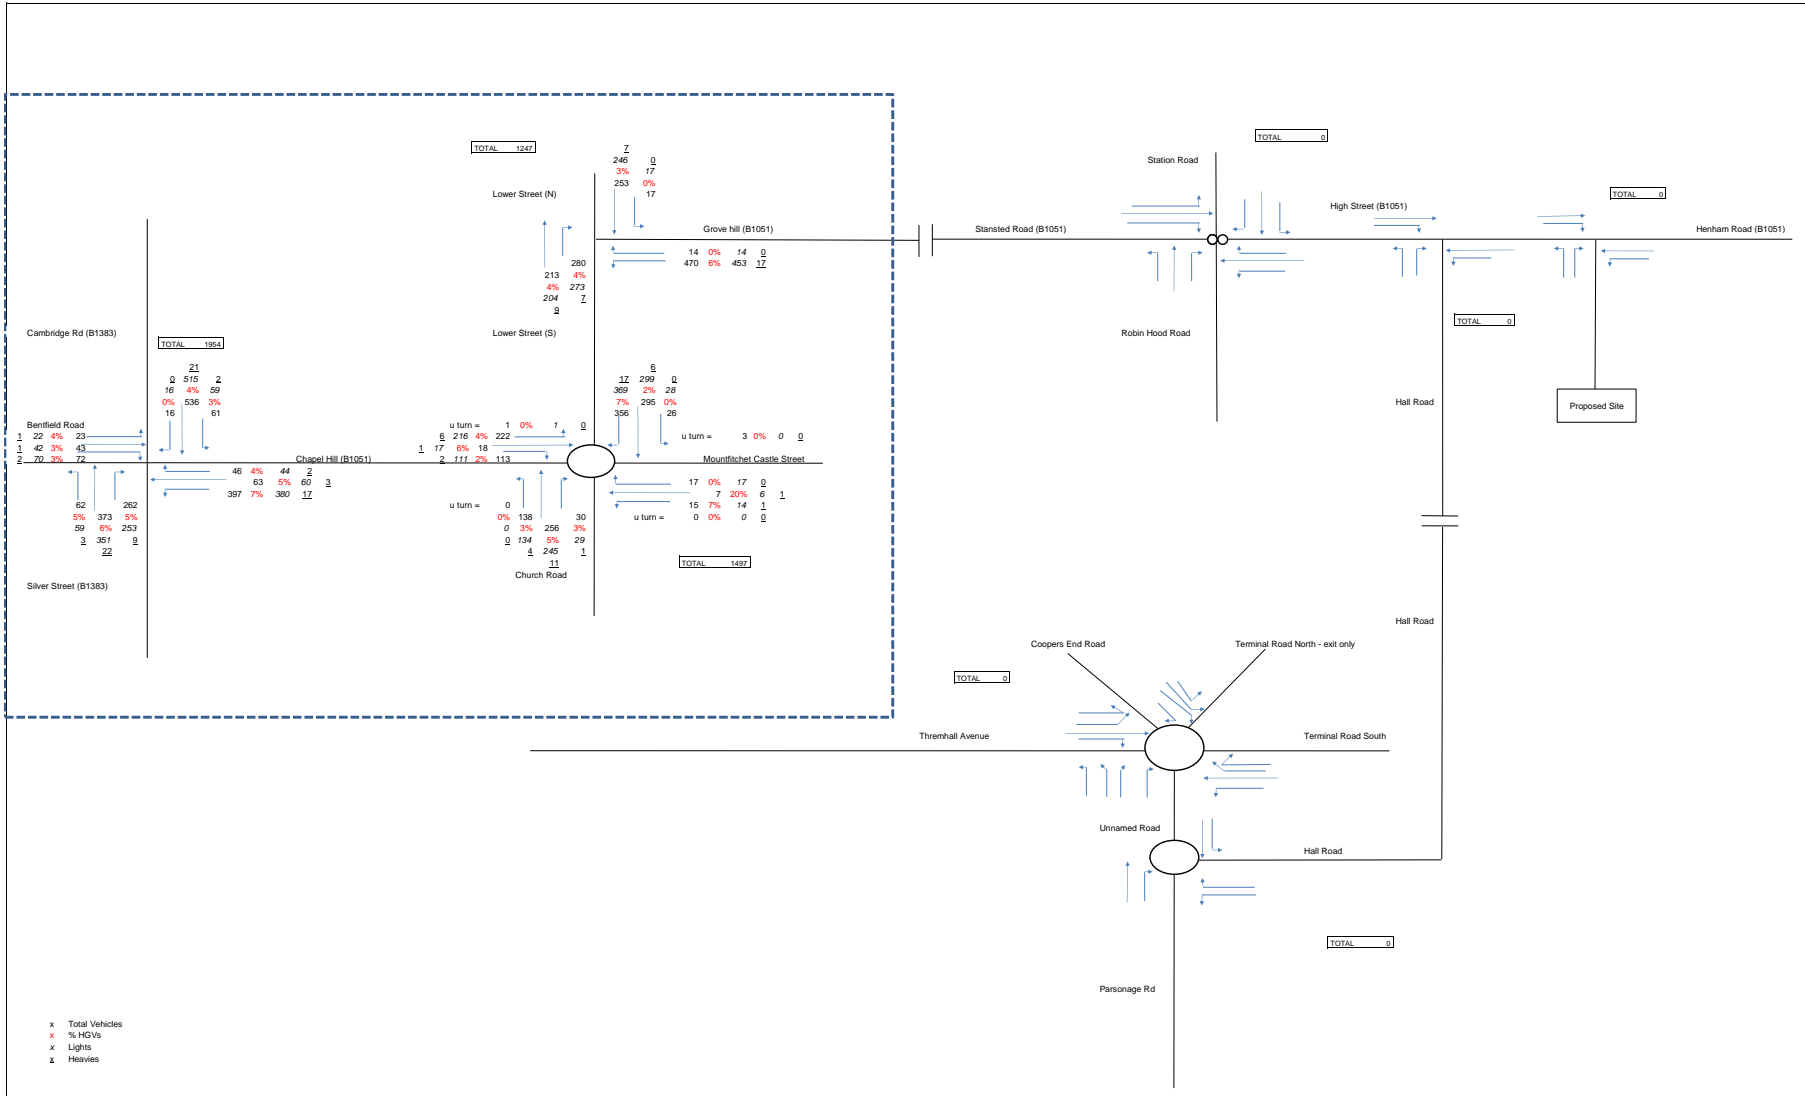 TOTAL 0
TOTAL 1247
7
246 0
3% 17
253 0%
17
Station Road
Lower Street (N)
TOTAL 0
High Street (B1051)
Grove hill (B1051)
Stansted Road (B1051)
Henham Road (B1051)
14 0% 14 0
470 6% 453 17
280
213 4%
4% 273
204 7
9
Cambridge Rd (B1383)
Lower Street (S)
Robin Hood Road
TOTAL 0
TOTAL 1954
21
0 515 2
16 4% 59
0% 536 3%
16 61
6
17 299 0
369 2% 28
7% 295 0%
356 26
Hall Road
Proposed Site
Bentfield Road
1 22 4% 23
1 42 3% 43
2 70 3% 72
u turn = 1 0% 1 0
6 216 4% 222
1 17 6% 18
2 111 2% 113
u turn = 3 0% 0 0
Chapel Hill (B1051)
Mountfitchet Castle Street
46 4% 44 2
63 5% 60 3
397 7% 380 17
17 0% 17 0
7 20% 6 1
15 7% 14 1
u turn = 0 0% 0 0
62 262
5% 373 5%
59 6% 253
3 351 9
22
u turn = 0
0% 138 30
0 3% 256 3%
0 134 5% 29
4 245 1
11
Church Road
TOTAL 1497
Silver Street (B1383)
Hall Road
Coopers End Road
Terminal Road North - exit only
TOTAL 0
Thremhall Avenue
Terminal Road South
Unnamed Road
Hall Road
TOTAL 0
Parsonage Rd
x Total Vehicles
x % HGVs
x Lights
x Heavies